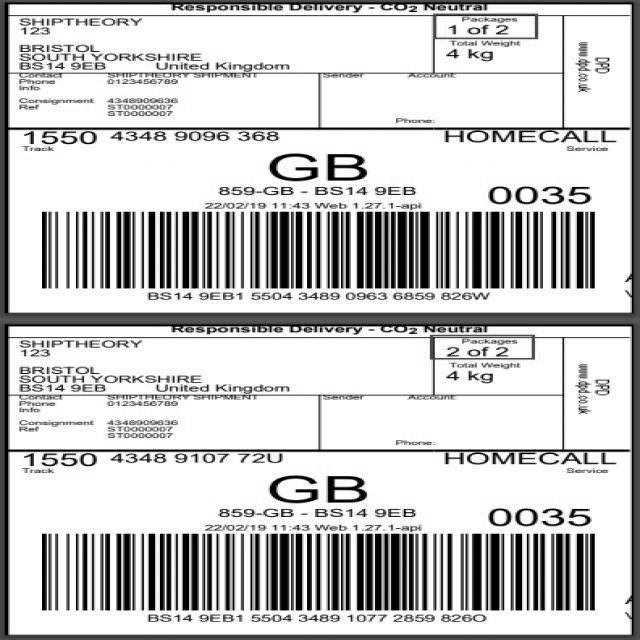 Responsible Delivery - CO2 Neutral
SHIPTHEORY
123
BRISTOL
SOUTH YORKSHIRE
BS14 9EB United Kingdom
Packages
1 of 2
Total Weight
4 kg
DPD
www.dpd.co.uk
Contact SHIPTHEORY SHIPMENT
Phone 0123456789
Info
Consignment 4348909636
Ref ST0000007
ST0000007
Sender Account:
Phone:
1550 4348 9096 368 HOMECALL
Track Service
GB
859-GB - BS14 9EB
0035
22/02/19 11:43 Web 1.27.1-api
BS14 9EB1 5504 3489 0963 6859 826W
Responsible Delivery - CO2 Neutral
SHIPTHEORY
123
BRISTOL
SOUTH YORKSHIRE
BS14 9EB United Kingdom
Packages
2 of 2
Total Weight
4 kg
DPD
www.dpd.co.uk
Contact SHIPTHEORY SHIPMENT
Phone 0123456789
Info
Consignment 4348909636
Ref ST0000007
ST0000007
Sender Account:
Phone:
1550 4348 9107 72U HOMECALL
Track Service
GB
859-GB - BS14 9EB
0035
22/02/19 11:43 Web 1.27.1-api
BS14 9EB1 5504 3489 1077 2859 826O